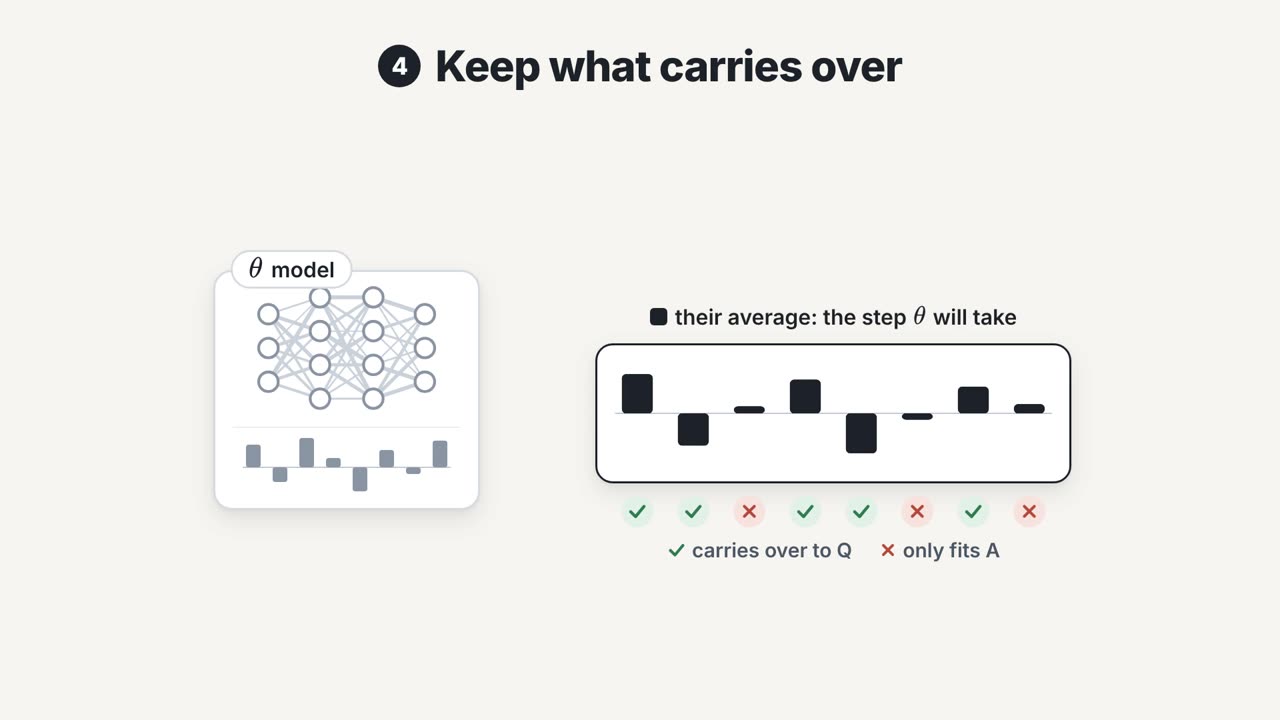 4 Keep what carries over
θ model
their average: the step θ will take
✓ carries over to Q ✕ only fits A